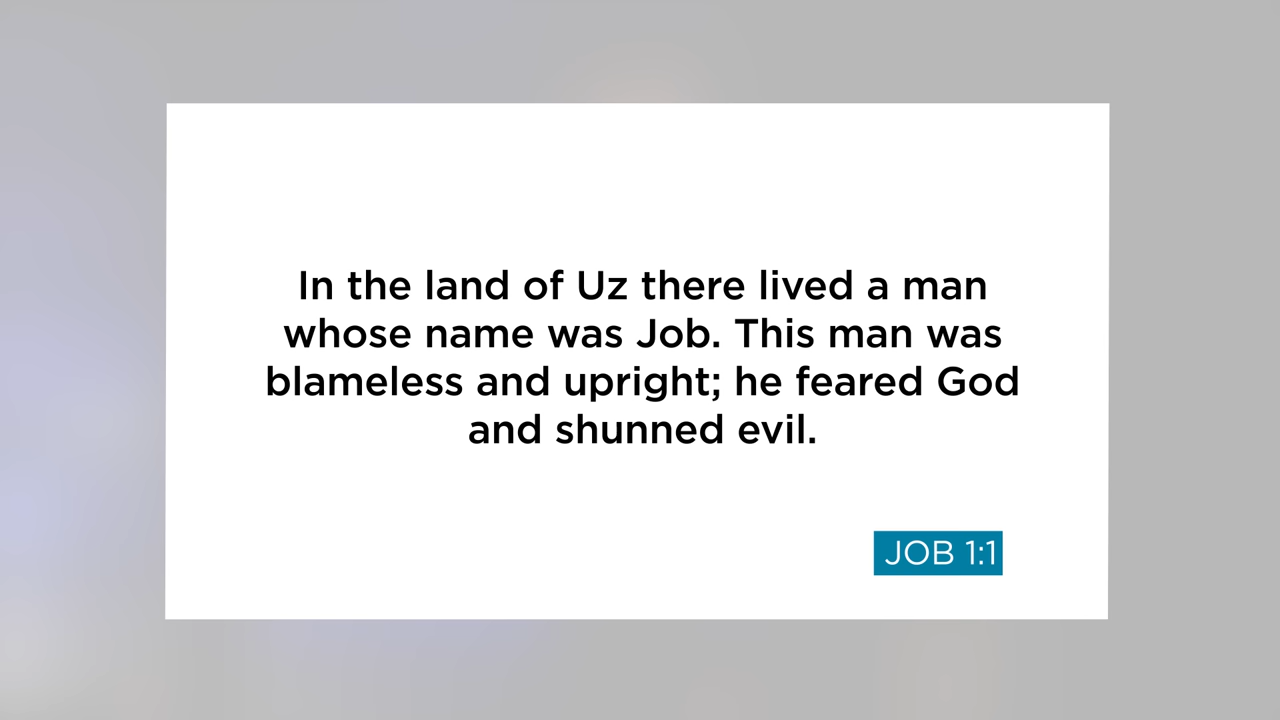 In the land of Uz there lived a man
whose name was Job. This man was
blameless and upright; he feared God
and shunned evil.
JOB 1:1